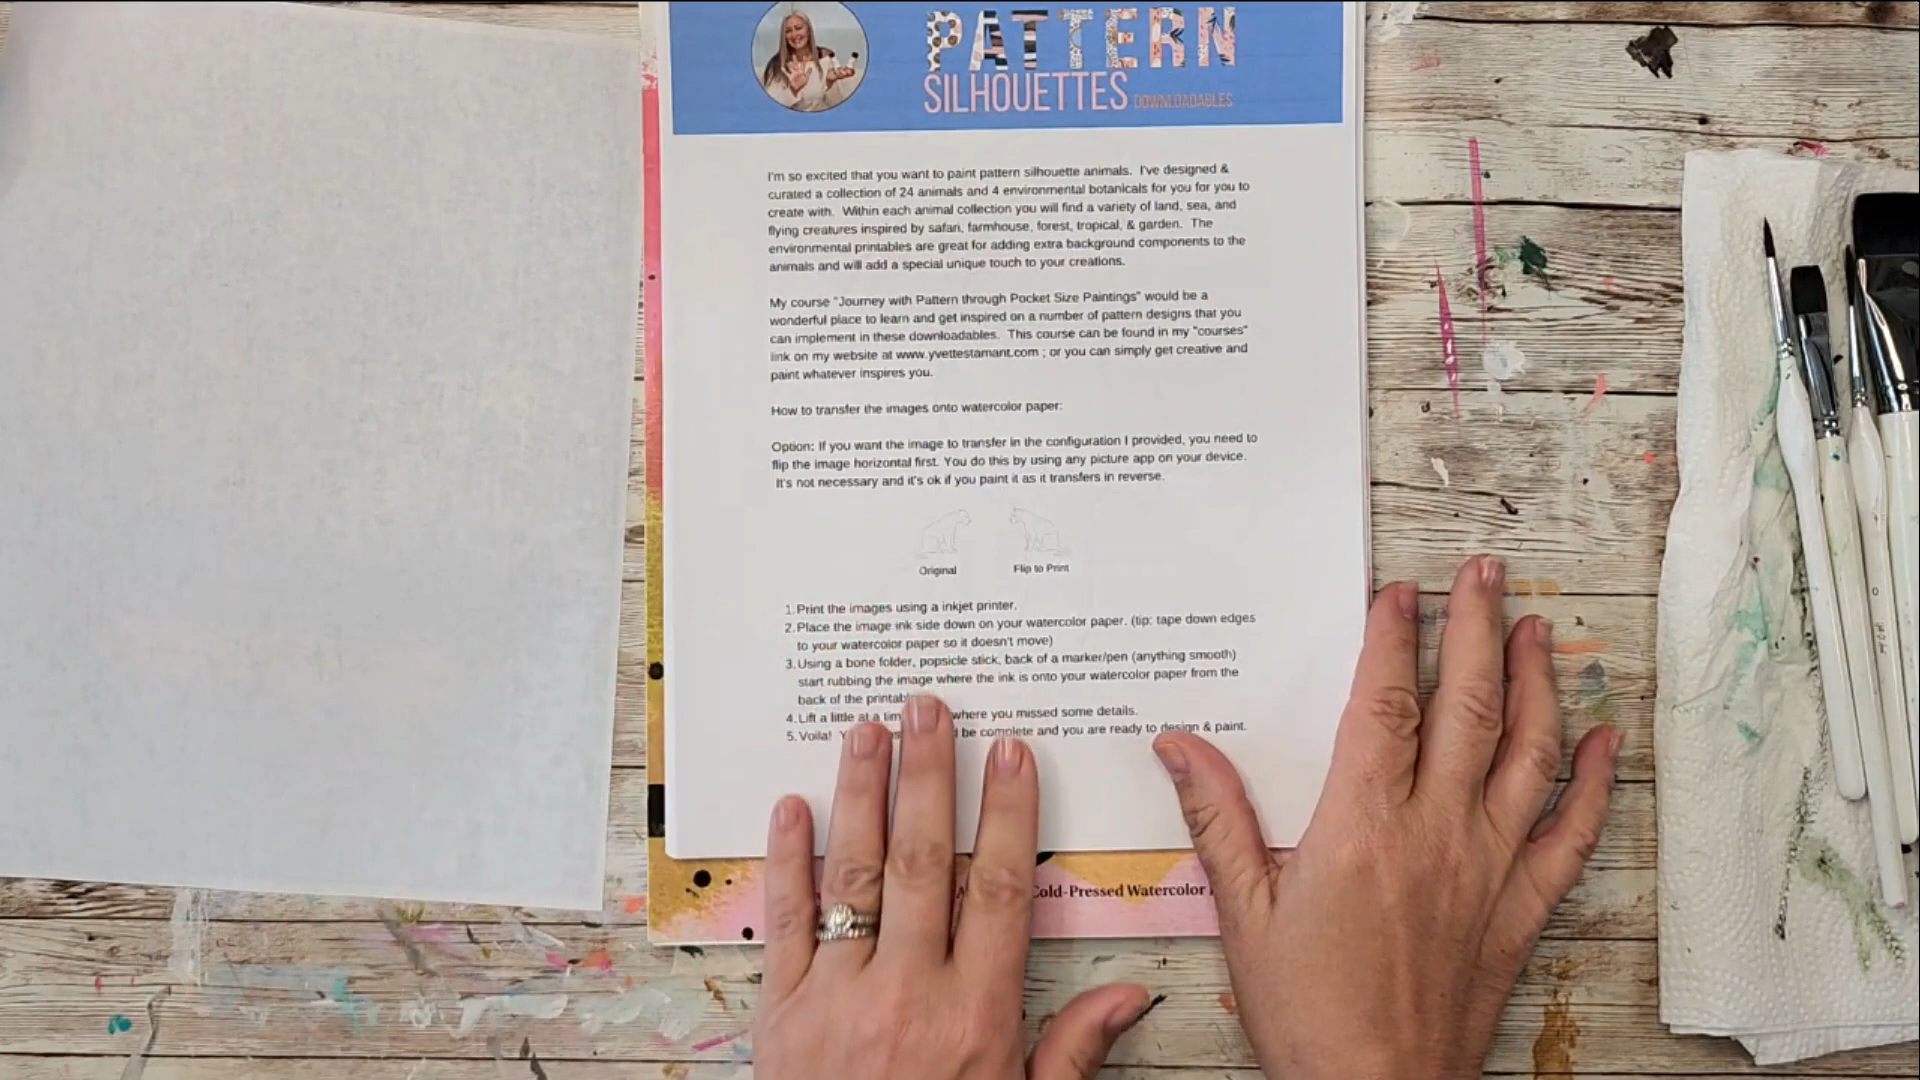 PATTERN
SILHOUETTES DOWNLOADABLES
I'm so excited that you want to paint pattern silhouette animals. I've designed &
curated a collection of 24 animals and 4 environmental botanicals for you for you to
create with. Within each animal collection you will find a variety of land, sea, and
flying creatures inspired by safari, farmhouse, forest, tropical, & garden. The
environmental printables are great for adding extra background components to the
animals and will add a special unique touch to your creations.
My course "Journey with Pattern through Pocket Size Paintings" would be a
wonderful place to learn and get inspired on a number of pattern designs that you
can implement in these downloadables. This course can be found in my "courses"
link on my website at www.yvettestamant.com ; or you can simply get creative and
paint whatever inspires you.
How to transfer the images onto watercolor paper:
Option: If you want the image to transfer in the configuration I provided, you need to
flip the image horizontal first. You do this by using any picture app on your device.
It's not necessary and it's ok if you paint it as it transfers in reverse.
Original Flip to Print
1. Print the images using a inkjet printer.
2. Place the image ink side down on your watercolor paper. (tip: tape down edges
to your watercolor paper so it doesn't move)
3. Using a bone folder, popsicle stick, back of a marker/pen (anything smooth)
start rubbing the image where the ink is onto your watercolor paper from the
back of the
4. Lift a little at a where you missed some details.
5. Voila! be complete and you are ready to design & paint.
Cold-Pressed Watercolor